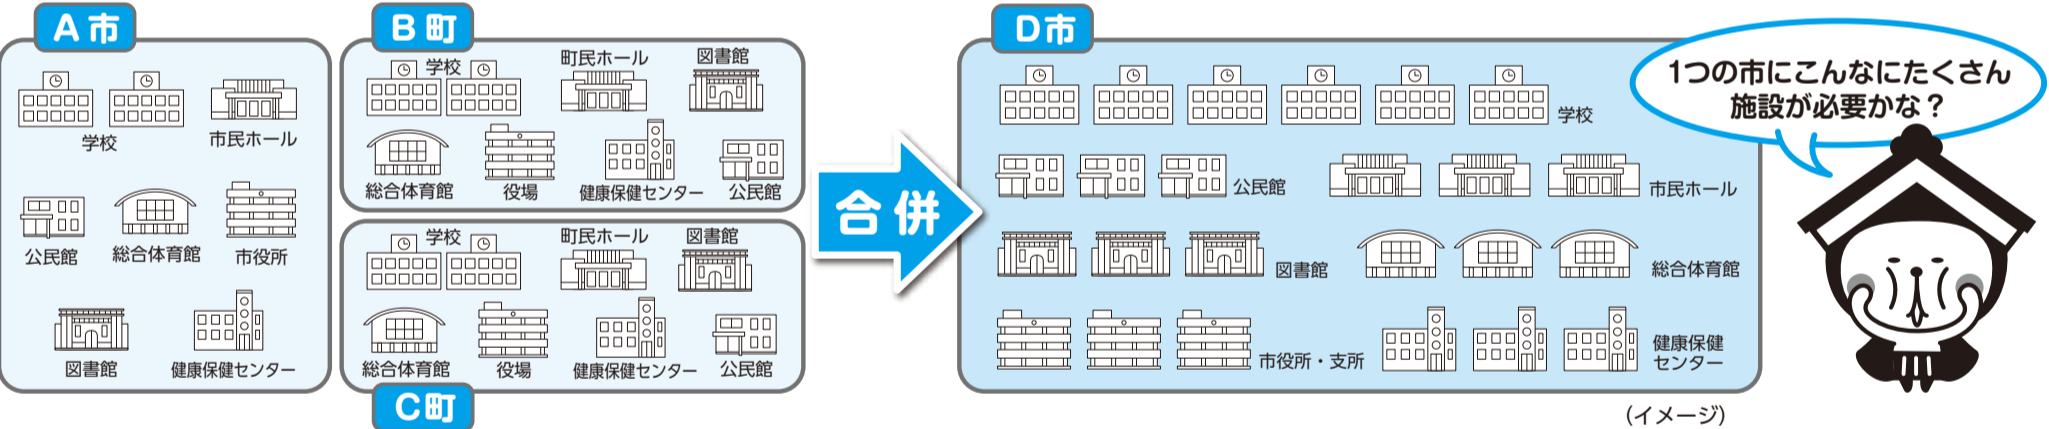 A市
学校
市民ホール
公民館
総合体育館
市役所
図書館
健康保健センター
B町
学校
町民ホール
図書館
総合体育館
役場
健康保健センター
公民館
学校
町民ホール
図書館
総合体育館
役場
健康保健センター
公民館
C町
合併
D市
学校
公民館
市民ホール
図書館
総合体育館
市役所・支所
健康保健
センター
1つの市にこんなにたくさん
施設が必要かな？
(イメージ)